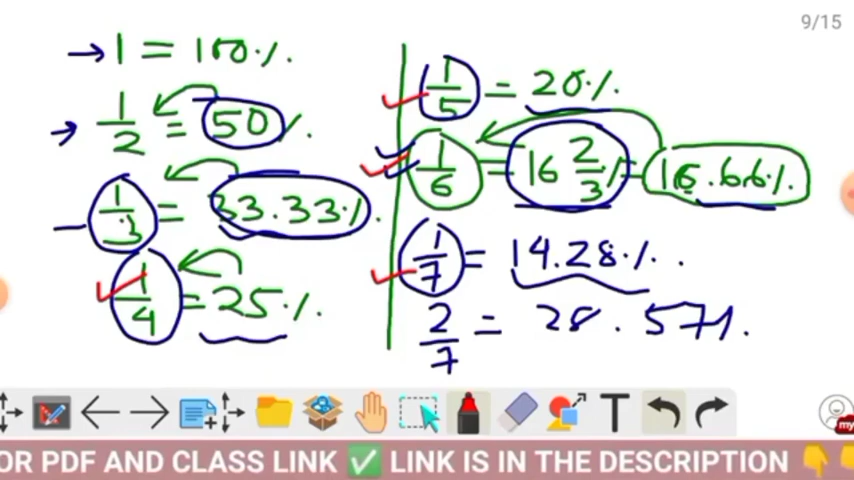 9/15
→ 1 = 100%.
→ 1/2 = 50%.
1/3 = 33.33%.
1/4 = 25%.
1/5 = 20%.
1/6 = 16 2/3% = 16.66%.
1/7 = 14.28%..
2/7 = 28.57%.
T
my
OR PDF AND CLASS LINK ✅ LINK IS IN THE DESCRIPTION 👇👇